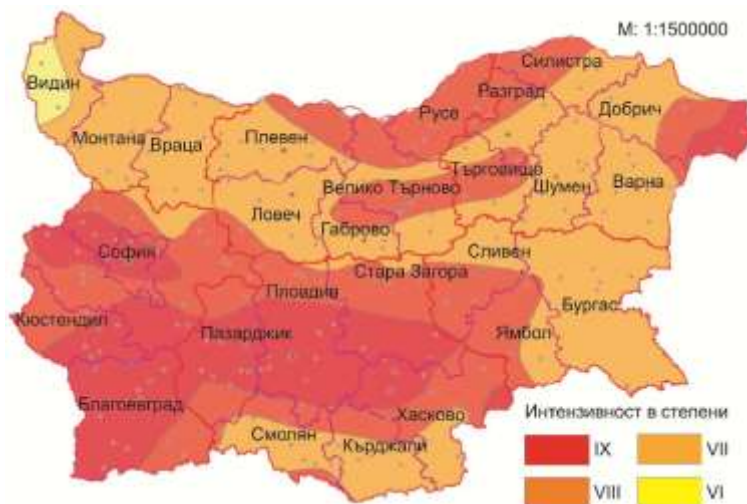 М: 1:1500000
Силистра
Видин
Русе
Разград
Добрич
Монтана
Враца
Плевен
Търговище
Велико Търново
Шумен
Варна
Ловеч
Габрово
София
Сливен
Стара Загора
Пловдив
Бургас
Кюстендил
Пазарджик
Ямбол
Благоевград
Хасково
Смолян
Кърджали
Интензивност в степени
IX
VII
VIII
VI